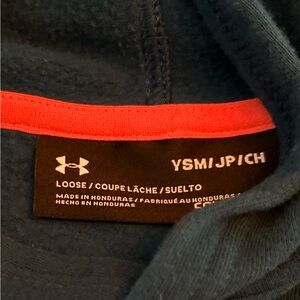 YSM/JP/CH
LOOSE / COUPE LÂCHE / SUELTO
MADE IN HONDURAS / FABRIQUÉ AU HONDURAS /
HECHO EN HONDURAS